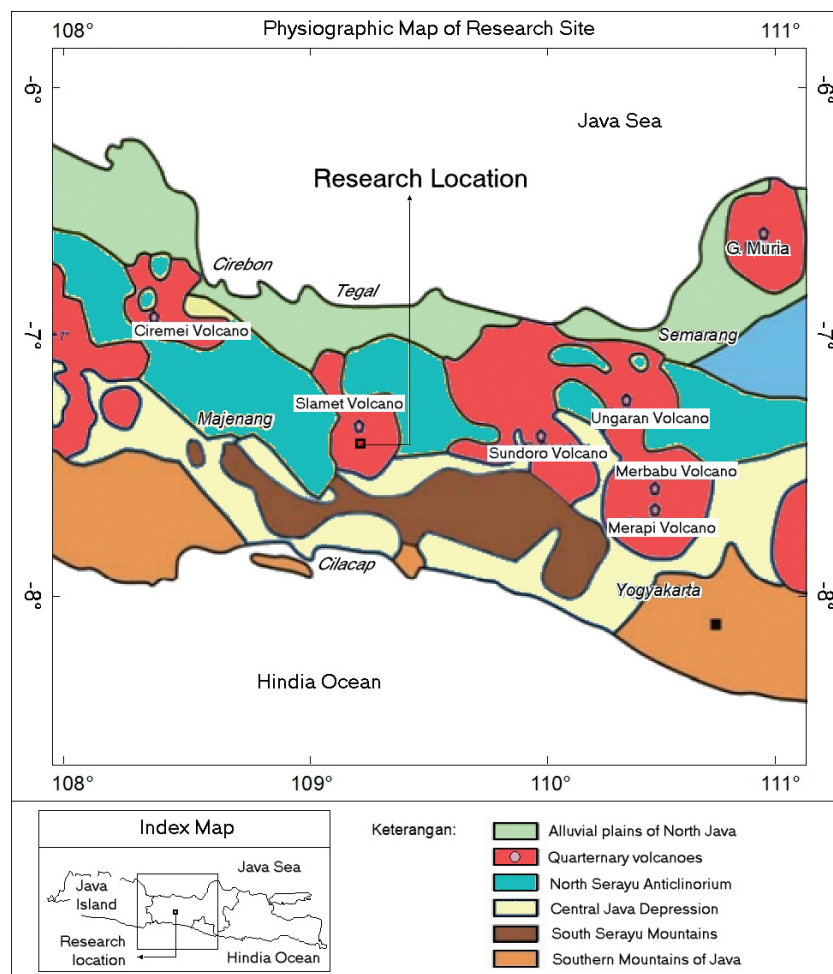 108°
Physiographic Map of Research Site
111°
-6°
-6°
Java Sea
Research Location
G. Muria
Cirebon
Tegal
-7°
-7°
Semarang
Ciremei Volcano
Slamet Volcano
Majenang
Ungaran Volcano
Sundoro Volcano
Merbabu Volcano
Merapi Volcano
Cilacap
Yogyakarta
-8°
-8°
Hindia Ocean
108°
109°
110°
111°
Index Map
Java Sea
Java
Island
Research
location
Hindia Ocean
Keterangan:
Alluvial plains of North Java
Quarternary volcanoes
North Serayu Anticlinorium
Central Java Depression
South Serayu Mountains
Southern Mountains of Java